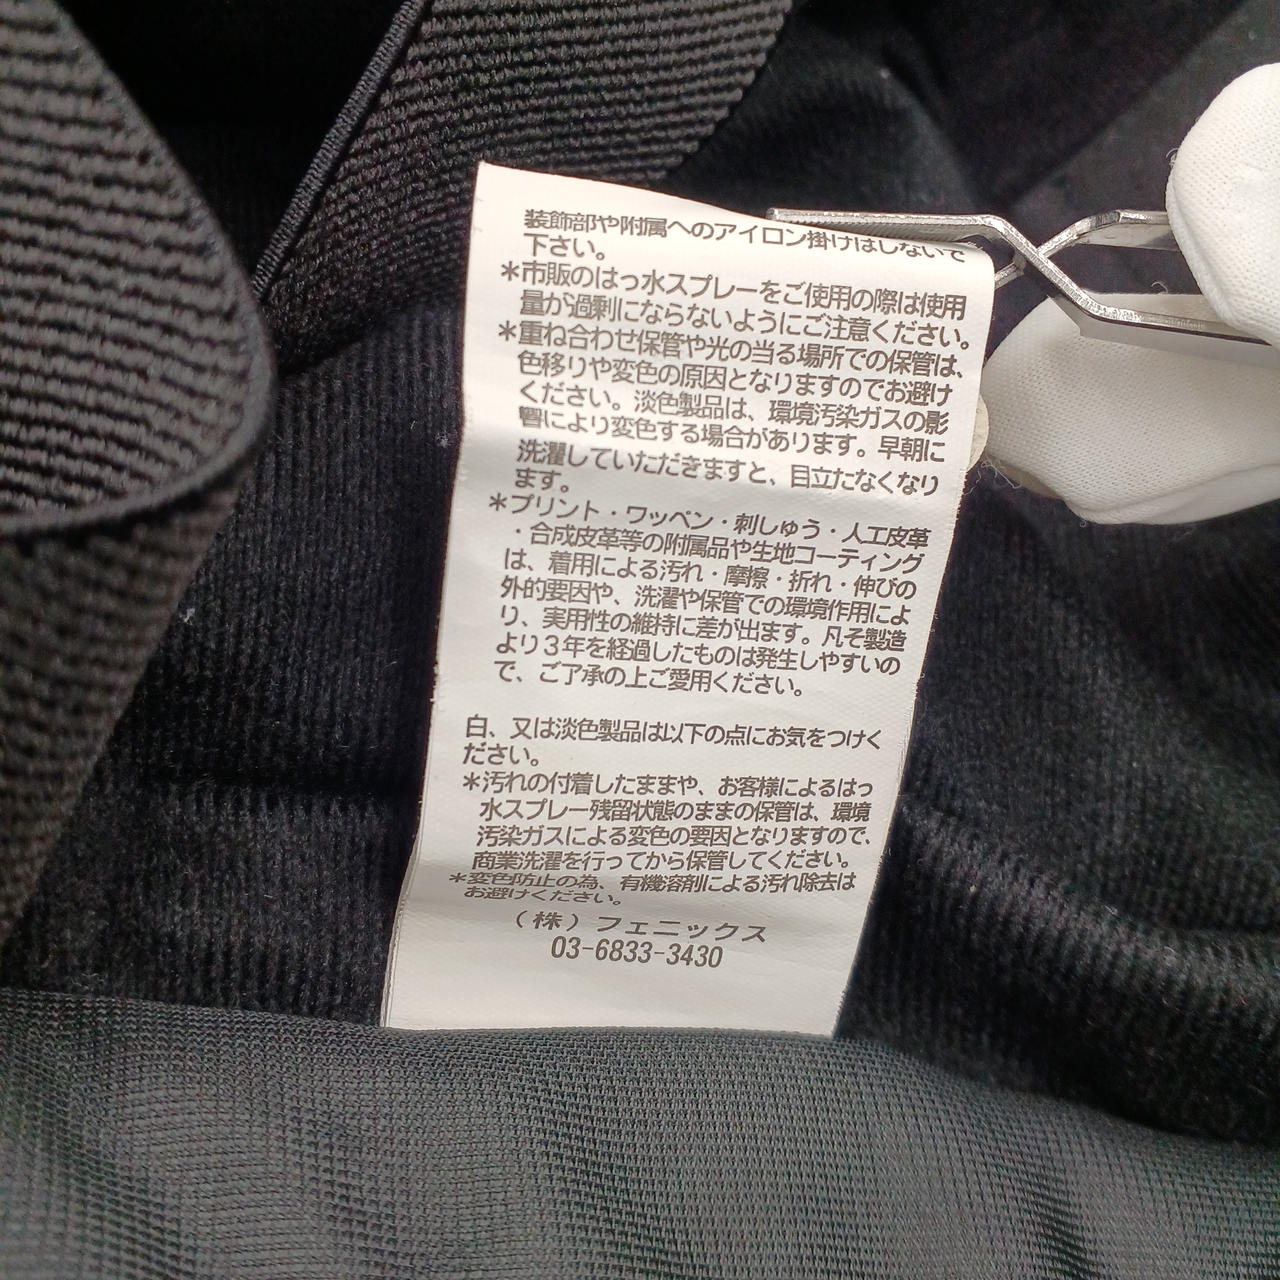 装飾部や附属へのアイロン掛けはしないで
下さい。
＊市販のはっ水スプレーをご使用の際は使用
量が過剰にならないようにご注意ください。
＊重ね合わせ保管や光の当る場所での保管は、
色移りや変色の原因となりますのでお避け
ください。淡色製品は、環境汚染ガスの影
響により変色する場合があります。早朝に
洗濯していただきますと、目立たなくなり
ます。
＊プリント・ワッペン・刺しゅう・人工皮革
・合成皮革等の附属品や生地コーティング
は、着用による汚れ・摩擦・折れ・伸びの
外的要因や、洗濯や保管での環境作用によ
り、実用性の維持に差が出ます。凡そ製造
より３年を経過したものは発生しやすいの
で、ご了承の上ご愛用ください。
白、又は淡色製品は以下の点にお気をつけく
ださい。
＊汚れの付着したままや、お客様によるはっ
水スプレー残留状態のままの保管は、環境
汚染ガスによる変色の要因となりますので、
商業洗濯を行ってから保管してください。
＊変色防止の為、有機溶剤による汚れ除去は
お避けください。
（株）フェニックス
03-6833-3430